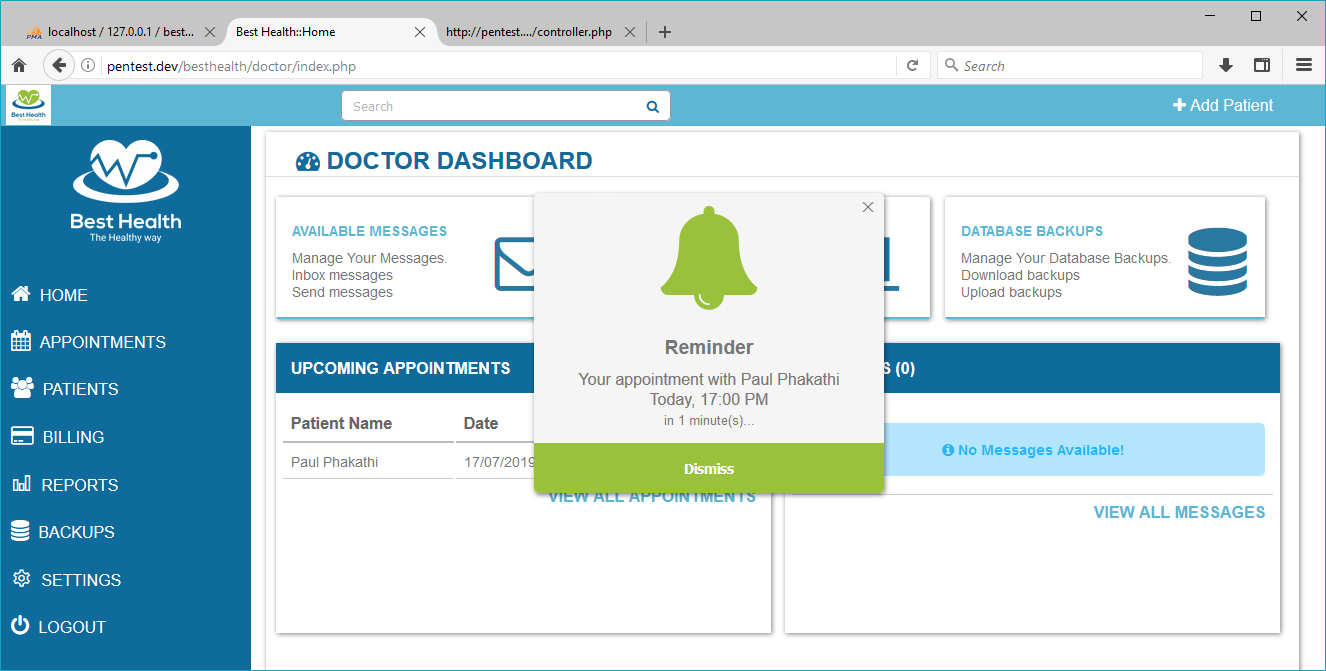 PMA
localhost / 127.0.0.1 / best...
Best Health::Home
http://pentest..../controller.php
pentest.dev/besthealth/doctor/index.php
Search
Best Health
Search
Add Patient
Best Health
The Healthy way
HOME
APPOINTMENTS
PATIENTS
BILLING
REPORTS
BACKUPS
SETTINGS
LOGOUT
DOCTOR DASHBOARD
AVAILABLE MESSAGES
Manage Your Messages.
Inbox messages
Send messages
DATABASE BACKUPS
Manage Your Database Backups.
Download backups
Upload backups
Reminder
Your appointment with Paul Phakathi
Today, 17:00 PM
in 1 minute(s)...
Dismiss
UPCOMING APPOINTMENTS
Patient Name Date
Paul Phakathi 17/07/2019
VIEW ALL APPOINTMENTS
S (0)
No Messages Available!
VIEW ALL MESSAGES